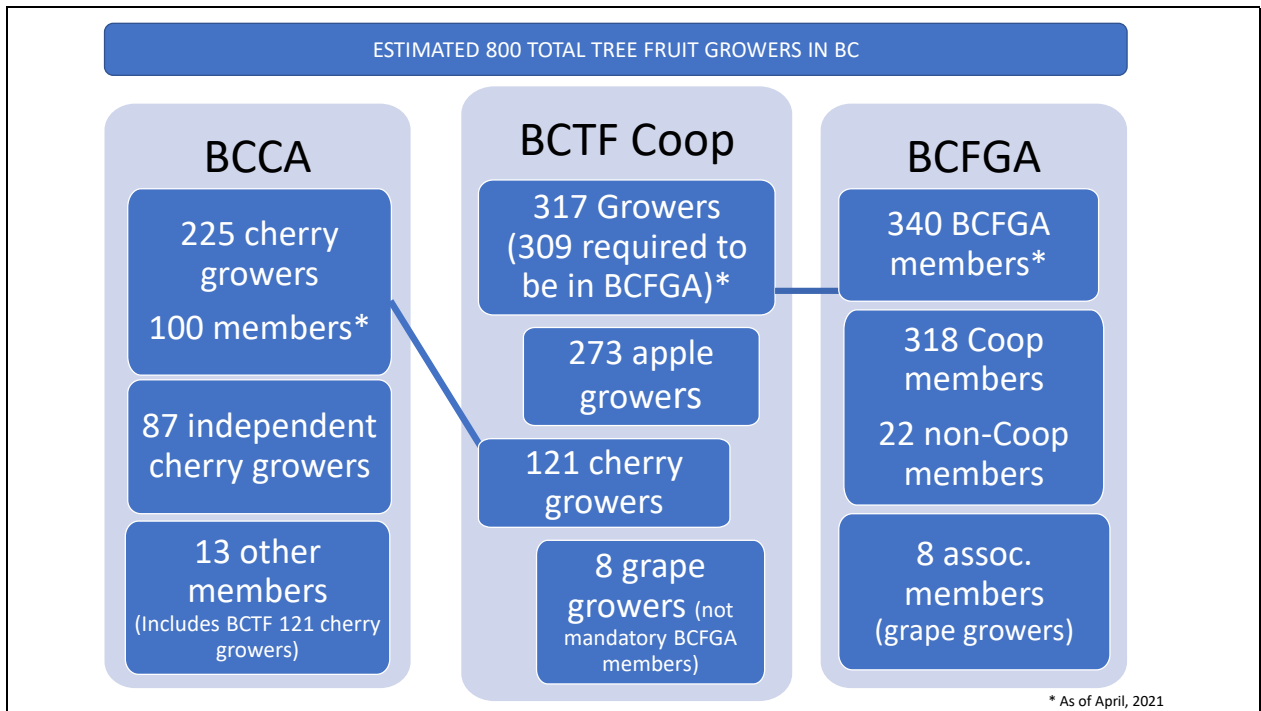 ESTIMATED 800 TOTAL TREE FRUIT GROWERS IN BC
BCCA
225 cherry
growers
100 members*
87 independent
cherry growers
13 other
members
(Includes BCTF 121 cherry
growers)
BCTF Coop
317 Growers
(309 required to
be in BCFGA)*
273 apple
growers
121 cherry
growers
8 grape
growers (not
mandatory BCFGA
members)
BCFGA
340 BCFGA
members*
318 Coop
members
22 non-Coop
members
8 assoc.
members
(grape growers)
* As of April, 2021